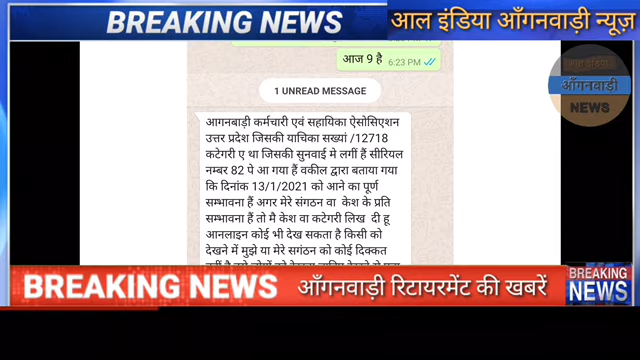 BREAKING NEWS
आल इंडिया आँगनवाड़ी न्यूज़
आज 9 है 6:23 PM
1 UNREAD MESSAGE
आंगनवाड़ी
NEWS
आगनबाड़ी कर्मचारी एवं सहायिका ऐसोसिएशन
उत्तर प्रदेश जिसकी याचिका सख्यां /12718
कटेगरी ए था जिसकी सुनवाई मे लगीं हैं सीरियल
नम्बर 82 पे आ गया हैं वकील द्वारा बताया गया
कि दिनांक 13/1/2021 को आने का पूर्ण
सम्भावना हैं अगर मेरे संगठन वा केश के प्रति
सम्भावना हैं तो मै केश वा कटेगरी लिख दी हू
आनलाइन कोई भी देख सकता है किसी को
देखने में मुझे या मेरे सगंठन को कोई दिक्कत
BREAKING NEWS
आँगनवाड़ी रिटायरमेंट की खबरें
BREAKING
NEWS